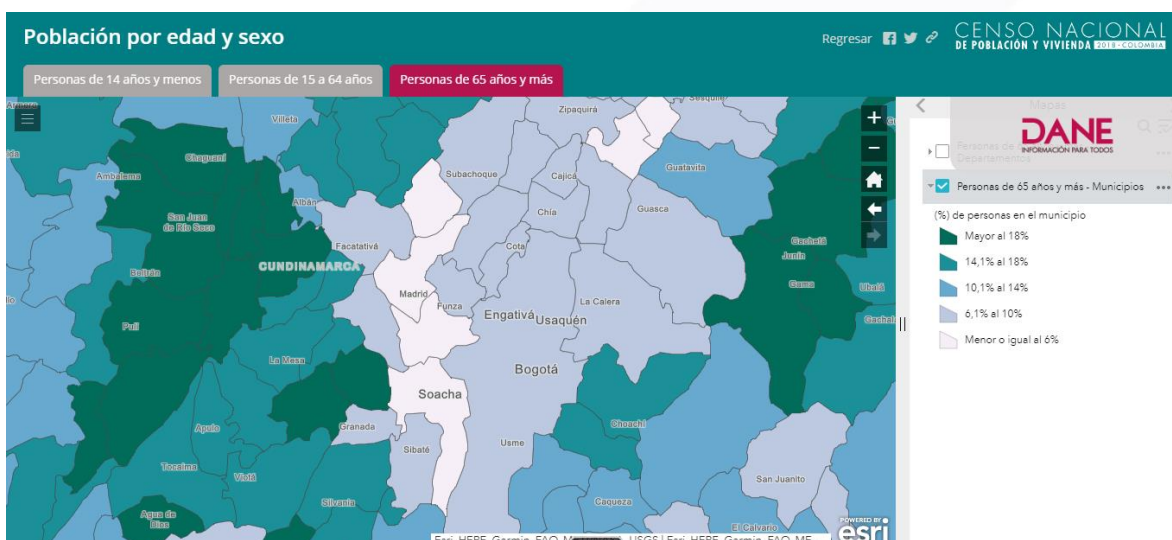 Población por edad y sexo
Regresar
CENSO NACIONAL
DE POBLACIÓN Y VIVIENDA 2018-COLOMBIA
Personas de 14 años y menos
Personas de 15 a 64 años
Personas de 65 años y más
Mapas
DANE
INFORMACIÓN PARA TODOS
Personas de
Departamentos
Personas de 65 años y más - Municipios
(%) de personas en el municipio
Mayor al 18%
14,1% al 18%
10,1% al 14%
6,1% al 10%
Menor o igual al 6%
Zipaquirá
Villeta
Chaguaní
Guatavita
Ambalema
Subachoque
Cajicá
Albán
San Juan
de Río Seco
Chía
Guasca
Facatativá
Cota
Gachetá
Junín
CUNDINAMARCA
Beltrán
Gama
Ubalá
Madrid
Funza
La Calera
Engativá
Usaquén
Pulí
La Mesa
Bogotá
Soacha
Apulo
Granada
Choachí
Sibaté
Usme
Tocaima
Viotá
San Juanito
Silvania
Caqueza
Agua de
Dios
El Calvario
POWERED BY
esri